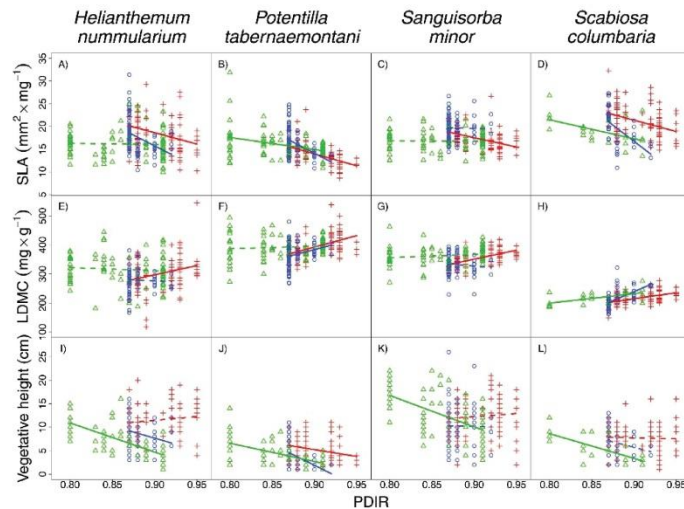 Helianthemum Potentilla Sanguisorba Scabiosa
nummularium tabernaemontani minor columbaria
SLA (mm² × mg⁻¹)
5 10 15 20 25 30 35
A) B) C) D)
LDMC (mg × g⁻¹)
100 200 300 400 500
E) F) G) H)
Vegetative height (cm)
0 5 10 15 20 25
I) J) K) L)
0.80 0.85 0.90 0.95 0.80 0.85 0.90 0.95 0.80 0.85 0.90 0.95 0.80 0.85 0.90 0.95
PDIR